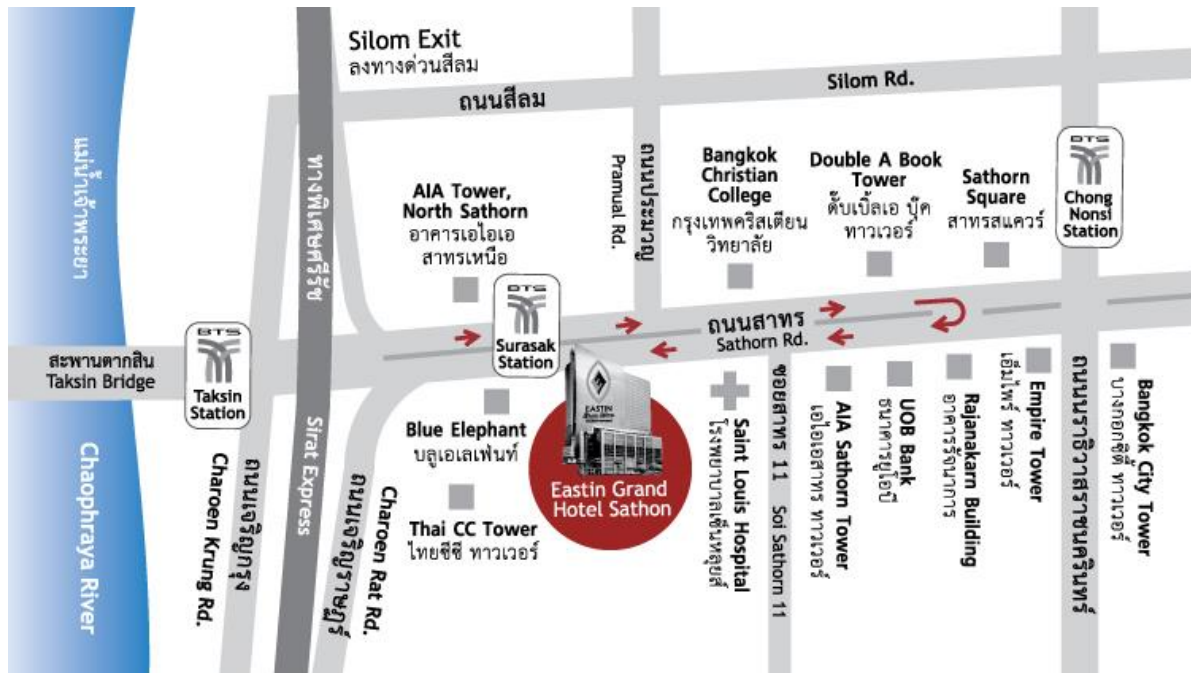 Silom Exit
ลงทางด่วนสีลม
ถนนสีลม
Silom Rd.
แม่น้ำเจ้าพระยา
Chaophraya River
ทางพิเศษศรีรัช
Sirat Express
AIA Tower,
North Sathorn
อาคารเอไอเอ
สาทรเหนือ
ถนนประมวญ
Pramual Rd.
Bangkok
Christian
College
กรุงเทพคริสเตียน
วิทยาลัย
Double A Book
Tower
ดั๊บเบิ้ลเอ บุ๊ค
ทาวเวอร์
Sathorn
Square
สาทรสแควร์
BTS
Chong
Nonsi
Station
BTS
Surasak
Station
BTS
Taksin
Station
สะพานตากสิน
Taksin Bridge
ถนนสาทร
Sathorn Rd.
Blue Elephant
บลูเอเลเฟ่นท์
Thai CC Tower
ไทยซีซี ทาวเวอร์
EASTIN
Eastin Grand
Hotel Sathon
Saint Louis Hospital
โรงพยาบาลเซ็นหลุยส์
ซอยสาทร 11 Soi Sathorn 11
AIA Sathorn Tower
เอไอเอสาทร ทาวเวอร์
UOB Bank
ธนาคารยูโอบี
Rajanakarn Building
อาคารรัจนาการ
Empire Tower
เอ็มไพร์ ทาวเวอร์
ถนนนราธิวาสราชนครินทร์
Bangkok City Tower
บางกอกซิตี้ ทาวเวอร์
Charoen Krung Rd.
ถนนเจริญกรุง
Charoen Rat Rd.
ถนนเจริญราษฎร์